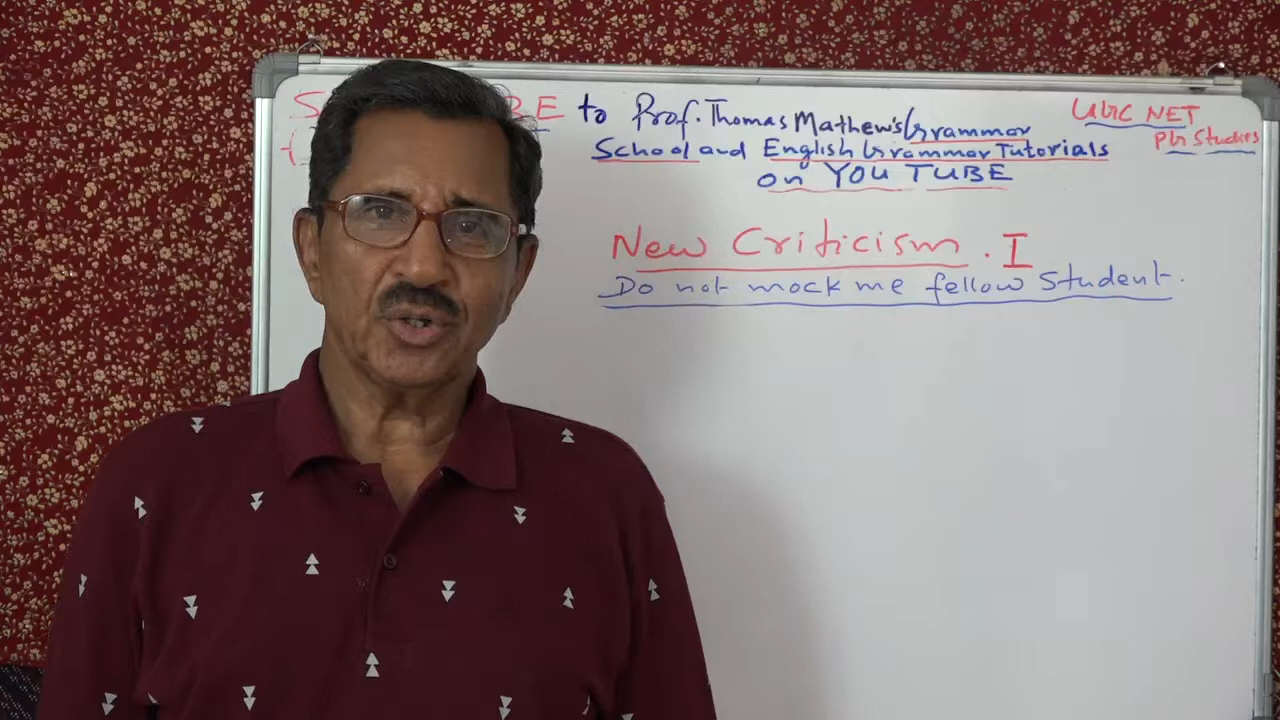 to Prof. Thomas Mathew's Grammar
School and English Grammar Tutorials
on YOU TUBE
UGC NET
PG Studies
New Criticism. I
Do not mock me fellow Student.